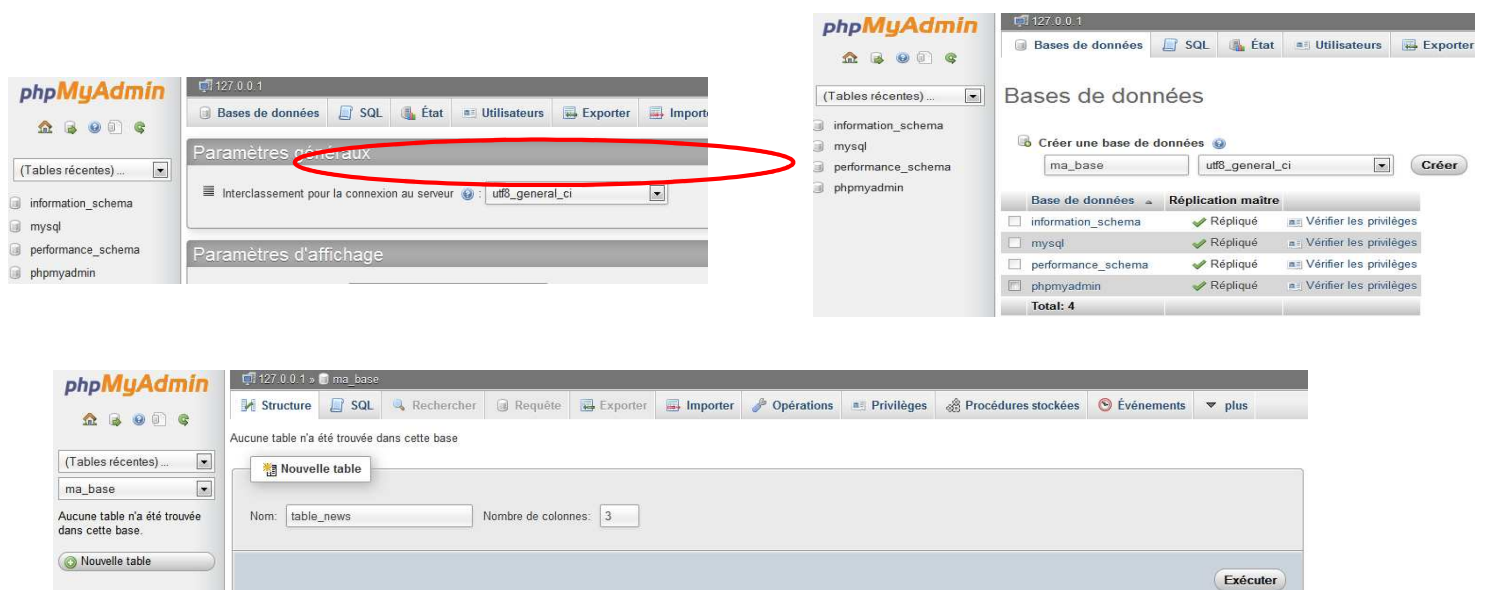 phpMyAdmin
(Tables récentes) ...
information_schema
mysql
performance_schema
phpmyadmin
127.0.0.1
Bases de données SQL État Utilisateurs Exporter Importe
Paramètres généraux
Interclassement pour la connexion au serveur : utf8_general_ci
Paramètres d'affichage
phpMyAdmin
(Tables récentes) ...
information_schema
mysql
performance_schema
phpmyadmin
127.0.0.1
Bases de données SQL État Utilisateurs Exporter
Bases de données
Créer une base de données
ma_base utf8_general_ci Créer
Base de données Réplication maître
information_schema Répliqué Vérifier les privilèges
mysql Répliqué Vérifier les privilèges
performance_schema Répliqué Vérifier les privilèges
phpmyadmin Répliqué Vérifier les privilèges
Total: 4
phpMyAdmin
(Tables récentes) ...
ma_base
Aucune table n'a été trouvée
dans cette base.
Nouvelle table
127.0.0.1 » ma_base
Structure SQL Rechercher Requête Exporter Importer Opérations Privilèges Procédures stockées Événements plus
Aucune table n'a été trouvée dans cette base
Nouvelle table
Nom: table_news Nombre de colonnes: 3
Exécuter